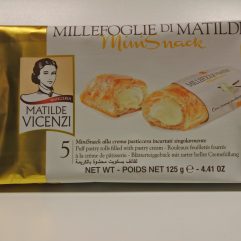 MILLEFOGLIE DI MATILDE
MiniSnack
MATILDE
VICENZI
5
MiniSnack alla crema pasticcera incartati singolarmente
Puff pastry rolls filled with pastry cream - Rouleaux feuilletés fourrés
à la crème de pâtisserie - Blätterteiggebäck mit zarter heller Cremefüllung
NET WT - POIDS NET 125 g - 4.41 OZ